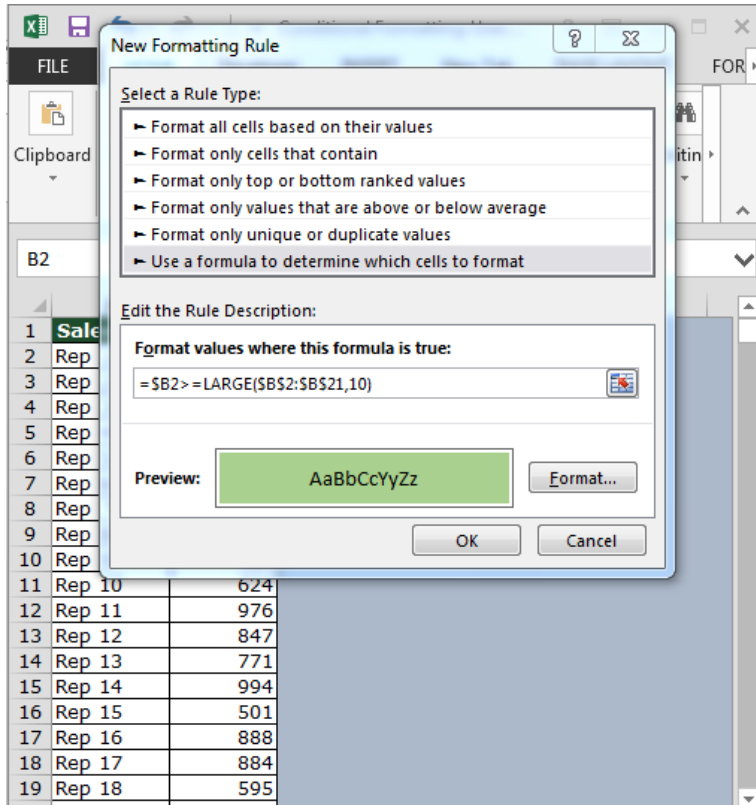 New Formatting Rule
FILE
FOR
Select a Rule Type:
► Format all cells based on their values
► Format only cells that contain
► Format only top or bottom ranked values
► Format only values that are above or below average
► Format only unique or duplicate values
► Use a formula to determine which cells to format
Clipboard
itin
B2
Edit the Rule Description:
Format values where this formula is true:
=$B2>=LARGE($B$2:$B$21,10)
Preview:
AaBbCcYyZz
Format...
OK
Cancel
1 Sale
2 Rep
3 Rep
4 Rep
5 Rep
6 Rep
7 Rep
8 Rep
9 Rep
10 Rep
11 Rep 10 624
12 Rep 11 976
13 Rep 12 847
14 Rep 13 771
15 Rep 14 994
16 Rep 15 501
17 Rep 16 888
18 Rep 17 884
19 Rep 18 595